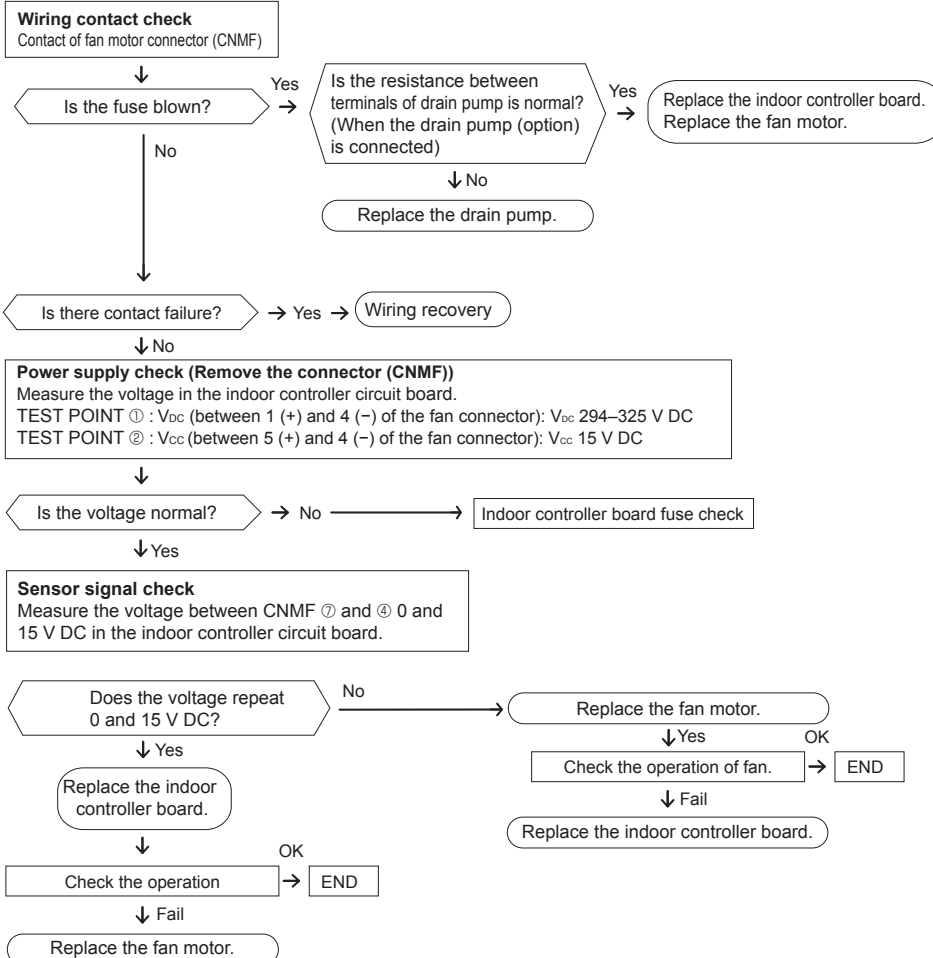 Wiring contact check
Contact of fan motor connector (CNMF)
Is the fuse blown?
Yes
Is the resistance between
terminals of drain pump is normal?
(When the drain pump (option)
is connected)
Yes
Replace the indoor controller board.
Replace the fan motor.
No
No
Replace the drain pump.
Is there contact failure?
Yes
Wiring recovery
No
Power supply check (Remove the connector (CNMF))
Measure the voltage in the indoor controller circuit board.
TEST POINT ① : VDC (between 1 (+) and 4 (−) of the fan connector): VDC 294–325 V DC
TEST POINT ② : VCC (between 5 (+) and 4 (−) of the fan connector): VCC 15 V DC
Is the voltage normal?
No
Indoor controller board fuse check
Yes
Sensor signal check
Measure the voltage between CNMF ⑦ and ④ 0 and
15 V DC in the indoor controller circuit board.
Does the voltage repeat
0 and 15 V DC?
No
Replace the fan motor.
Yes
Yes
OK
Replace the indoor
controller board.
Check the operation of fan.
END
Fail
Replace the indoor controller board.
OK
Check the operation
END
Fail
Replace the fan motor.